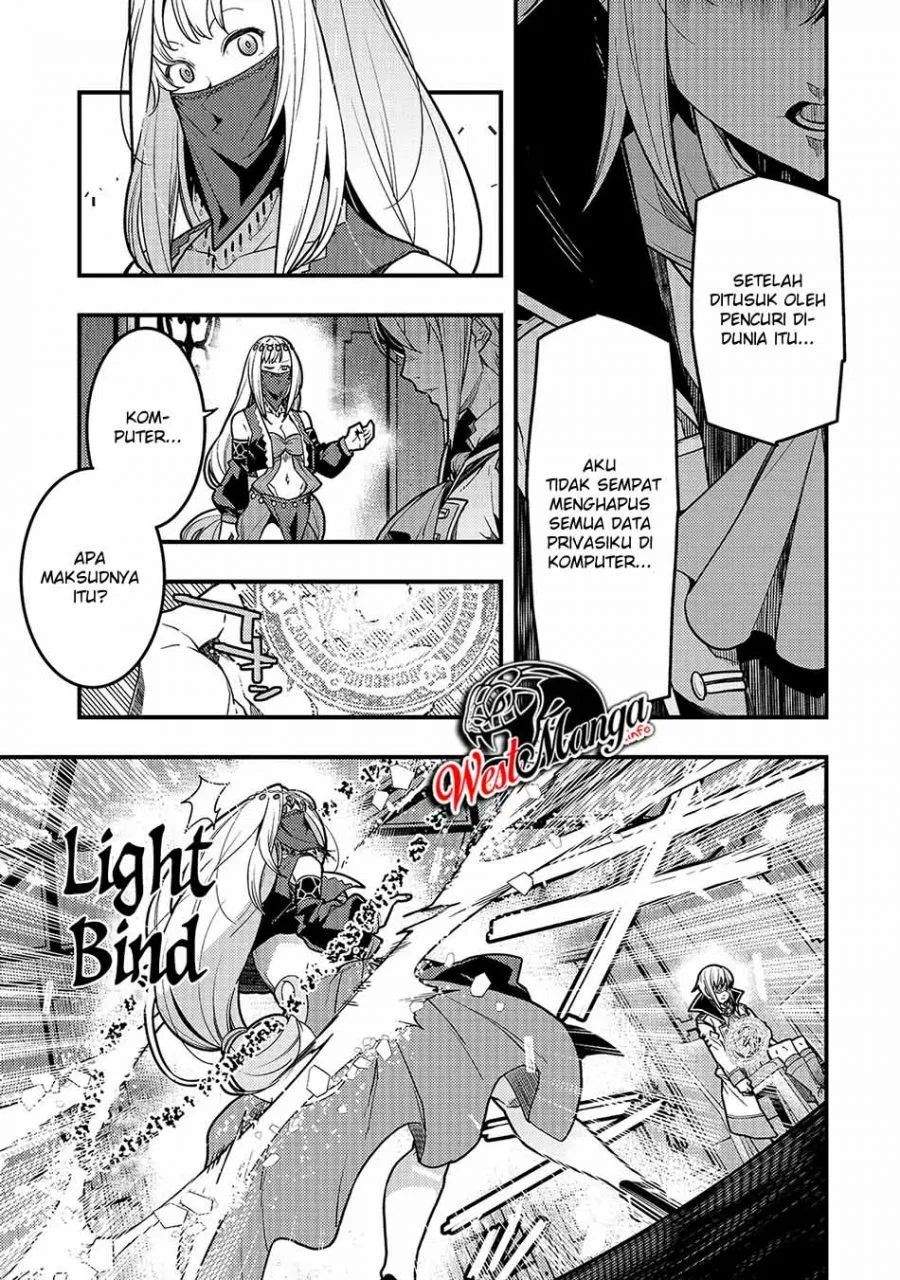 SETELAH
DITUSUK OLEH
PENCURI DI-
DUNIA ITU...
AKU
TIDAK SEMPAT
MENGHAPUS
SEMUA DATA
PRIVASIKU DI
KOMPUTER...
KOM-
PUTER...
APA
MAKSUDNYA
ITU?
WestManga
.info
Light
Bind